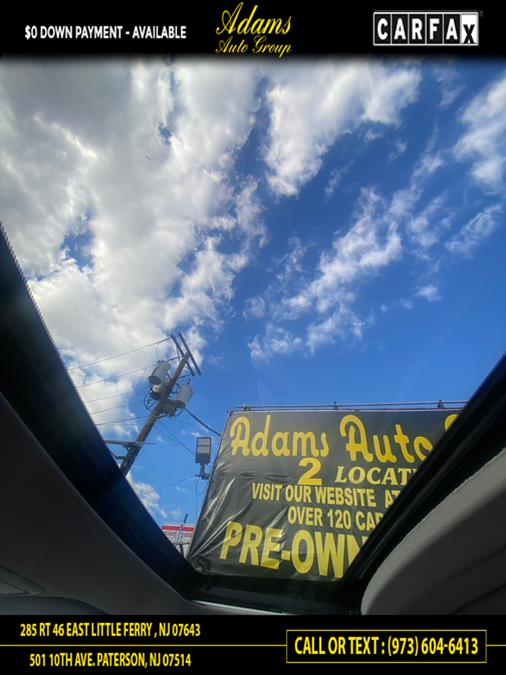 $0 DOWN PAYMENT - AVAILABLE
Adams
Auto Group
CARFAX
Adams Auto
2 LOCAT
VISIT OUR WEBSITE AT
OVER 120 CAR
PRE-OWN
285 RT 46 EAST LITTLE FERRY , NJ 07643
501 10TH AVE. PATERSON, NJ 07514
CALL OR TEXT : (973) 604-6413